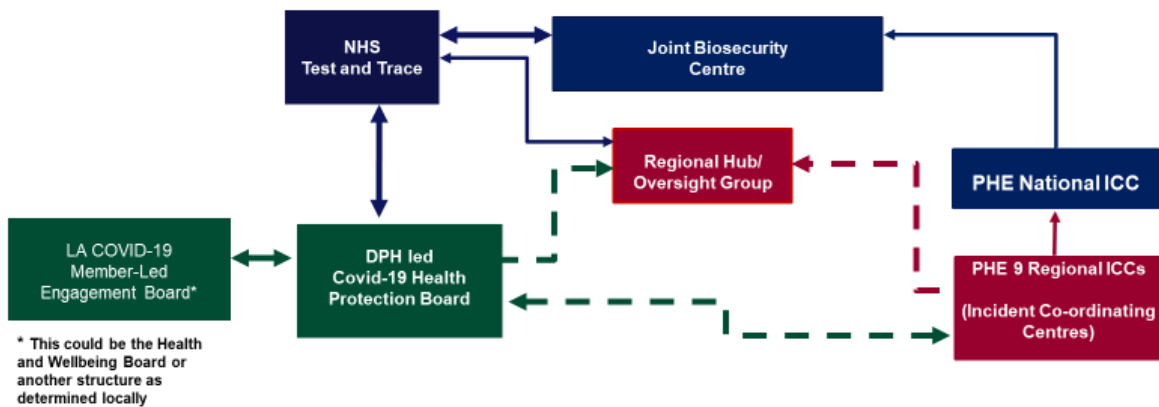 NHS
Test and Trace
Joint Biosecurity
Centre
Regional Hub/
Oversight Group
PHE National ICC
LA COVID-19
Member-Led
Engagement Board*
DPH led
Covid-19 Health
Protection Board
PHE 9 Regional ICCs
(Incident Co-ordinating
Centres)
* This could be the Health
and Wellbeing Board or
another structure as
determined locally